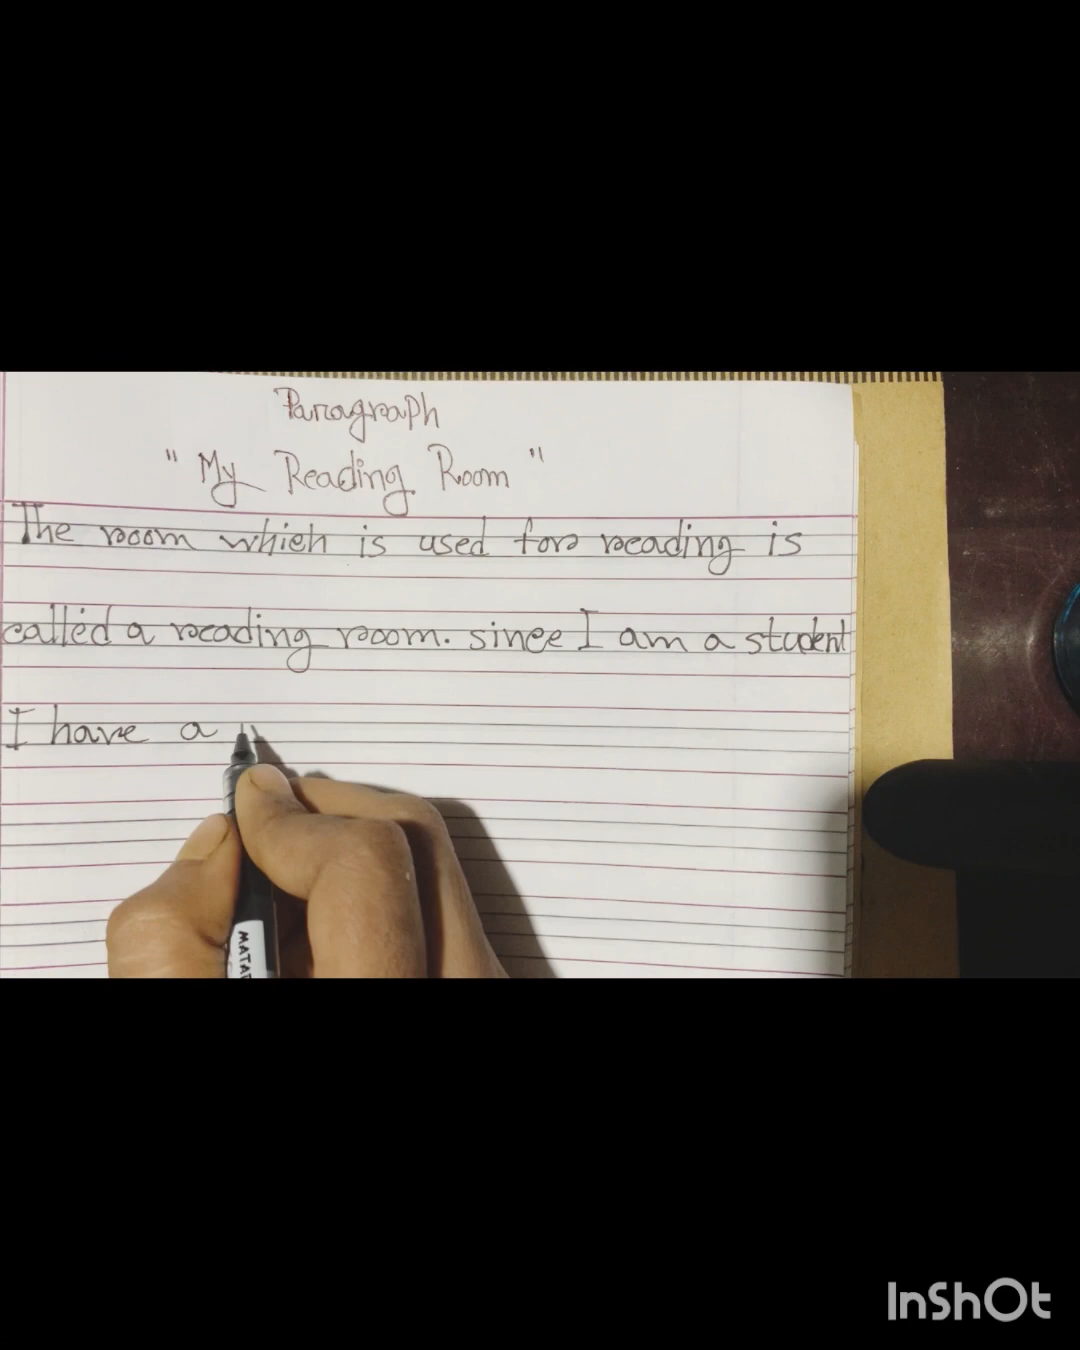 Paragraph
"My Reading Room"
The room which is used for reading is
called a reading room. since I am a student
I have a
MATA
InShOt